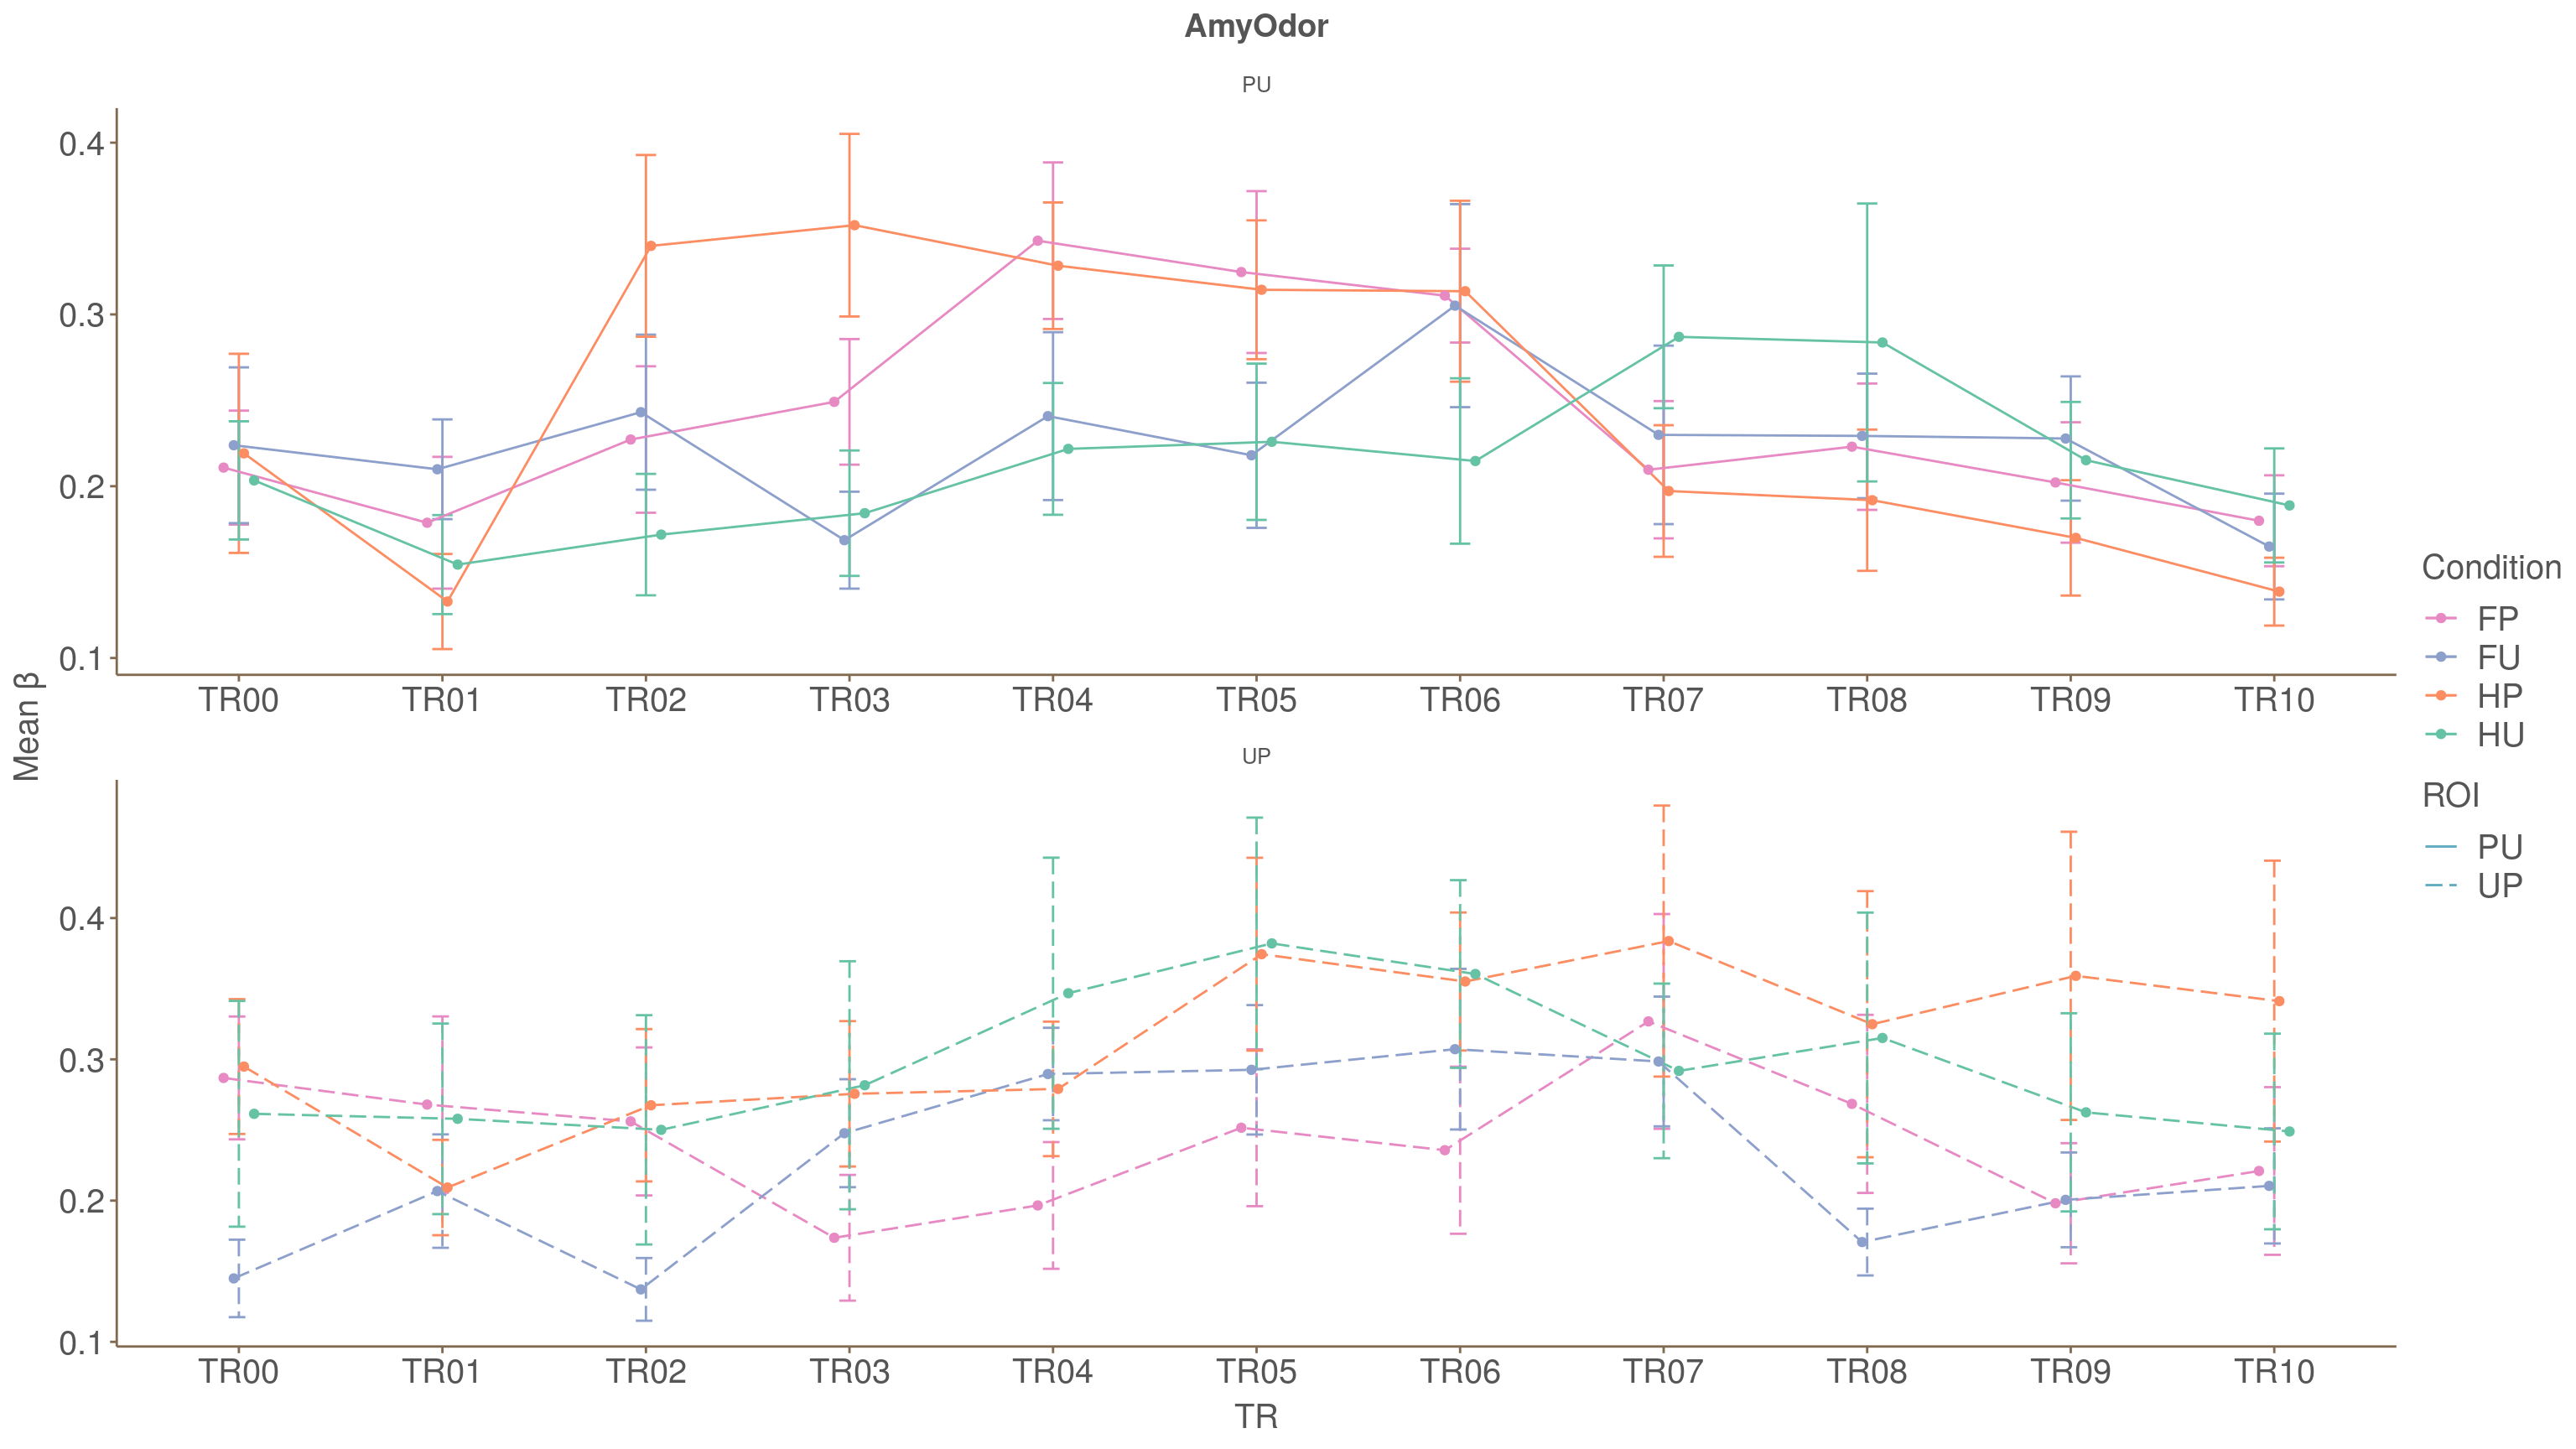 AmyOdor
PU
0.4
0.3
0.2
0.1
TR00 TR01 TR02 TR03 TR04 TR05 TR06 TR07 TR08 TR09 TR10
Mean β
UP
0.4
0.3
0.2
0.1
TR00 TR01 TR02 TR03 TR04 TR05 TR06 TR07 TR08 TR09 TR10
TR
Condition
FP
FU
HP
HU
ROI
PU
UP